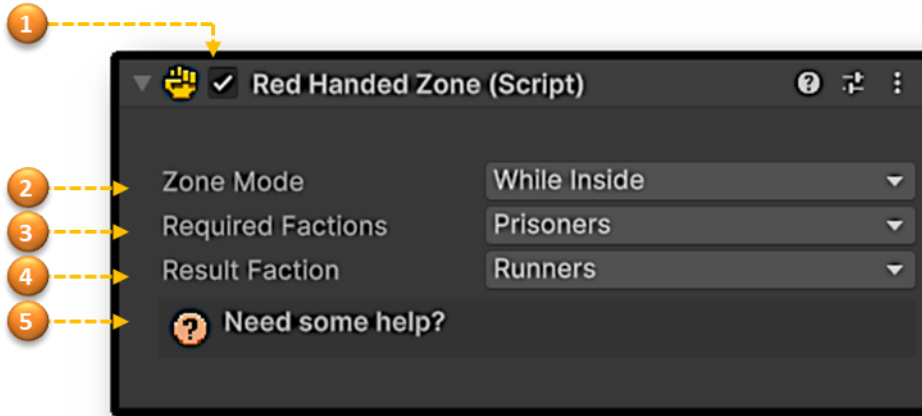 1
Red Handed Zone (Script)
2 Zone Mode While Inside
3 Required Factions Prisoners
4 Result Faction Runners
5 Need some help?